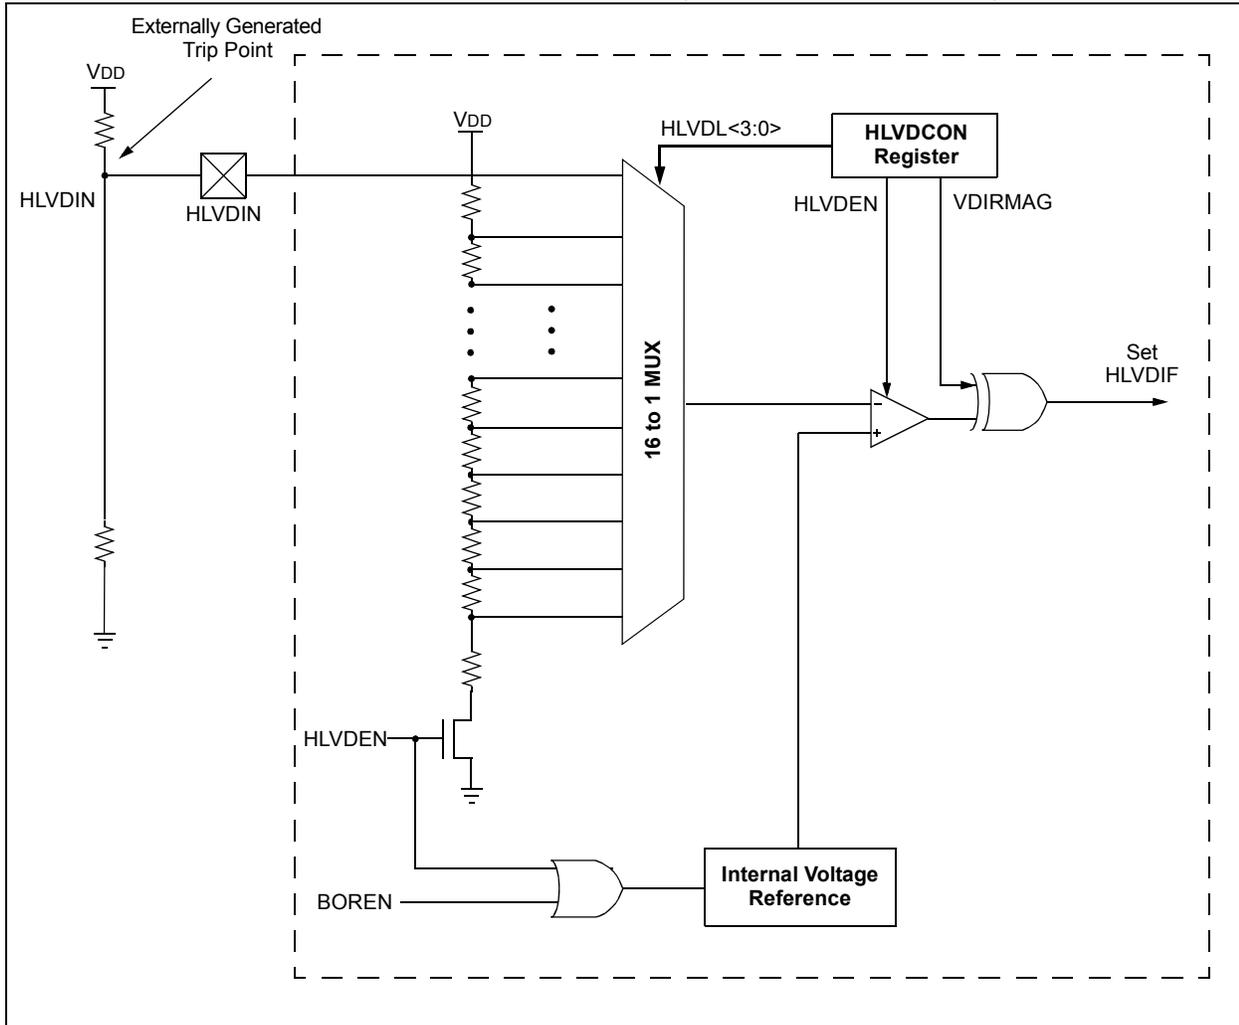 Externally Generated
Trip Point
VDD
HLVDIN
HLVDIN
VDD
HLVDL<3:0>
HLVDCON
Register
HLVDEN
VDIRMAG
16 to 1 MUX
–
+
Set
HLVDIF
HLVDEN
BOREN
Internal Voltage
Reference